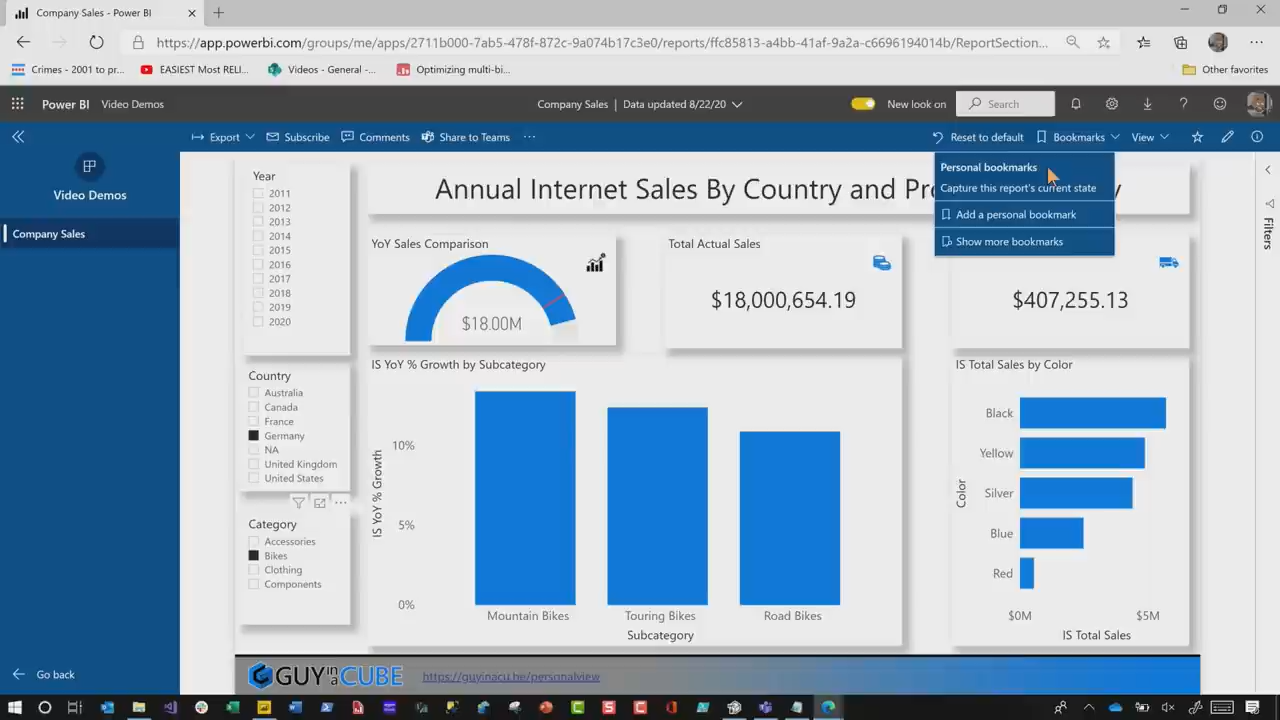 Company Sales - Power BI
https://app.powerbi.com/groups/me/apps/2711b000-7ab5-478f-872c-9a074b17c3e0/reports/ffc85813-a4bb-41af-9a2a-c6696194014b/ReportSection...
Crimes - 2001 to pr...
EASIEST Most RELI...
Videos - General -...
Optimizing multi-bi...
Other favorites
Power BI
Video Demos
Company Sales | Data updated 8/22/20
New look on
Search
Export
Subscribe
Comments
Share to Teams
Reset to default
Bookmarks
View
Video Demos
Company Sales
Go back
Personal bookmarks
Capture this report's current state
Add a personal bookmark
Show more bookmarks
Filters
Annual Internet Sales By Country and
Year
2011
2012
2013
2014
2015
2016
2017
2018
2019
2020
Country
Australia
Canada
France
Germany
NA
United Kingdom
United States
Category
Accessories
Bikes
Clothing
Components
YoY Sales Comparison
$18.00M
Total Actual Sales
$18,000,654.19
$407,255.13
IS YoY % Growth by Subcategory
IS YoY % Growth
10%
5%
0%
Mountain Bikes
Touring Bikes
Road Bikes
Subcategory
IS Total Sales by Color
Color
Black
Yellow
Silver
Blue
Red
$0M
$5M
IS Total Sales
GUY IN A CUBE
https://guyinacu.be/personalview